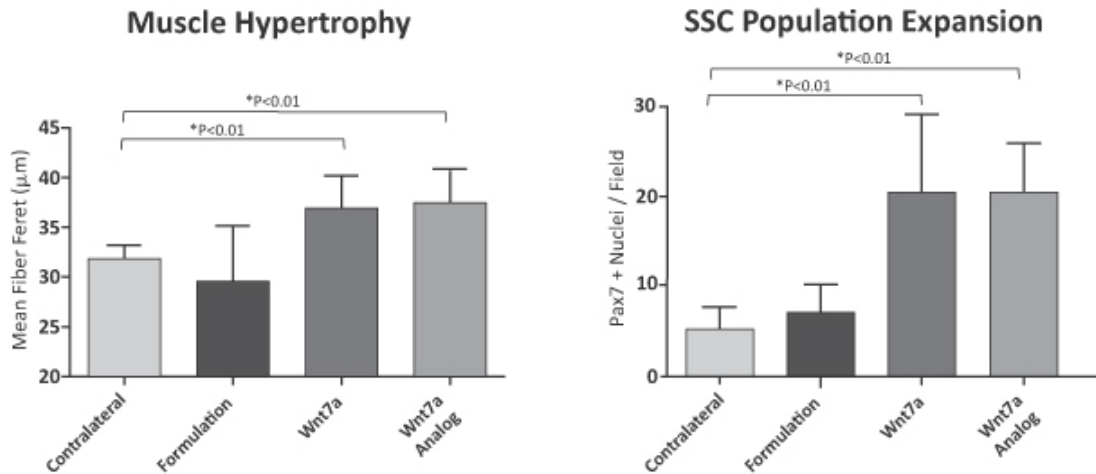 Muscle Hypertrophy
*P<0.01
*P<0.01
Mean Fiber Feret (μm)
45
40
35
30
25
20
Contralateral
Formulation
Wnt7a
Wnt7a
Analog
SSC Population Expansion
*P<0.01
*P<0.01
Pax7 + Nuclei / Field
30
20
10
0
Contralateral
Formulation
Wnt7a
Wnt7a
Analog